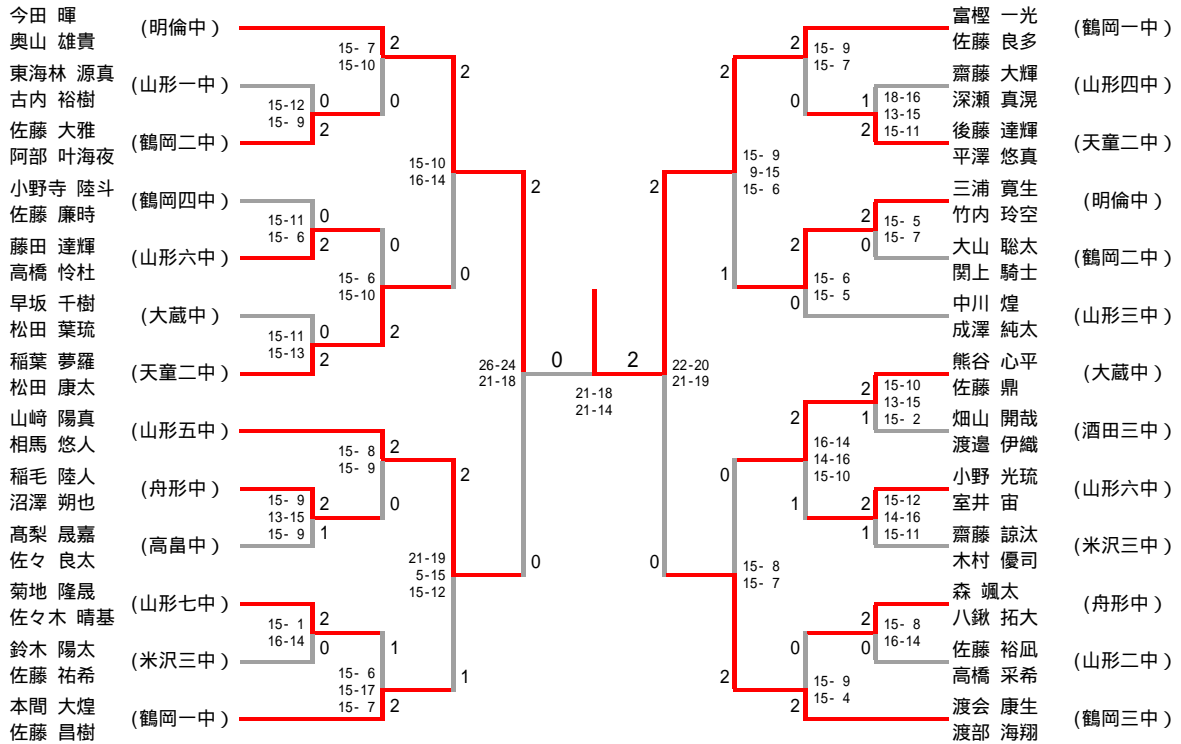 今田 暉
奥山 雄貴
(明倫中)
東海林 源真
古内 裕樹
(山形一中)
佐藤 大雅
阿部 叶海夜
(鶴岡二中)
小野寺 陸斗
佐藤 廉時
(鶴岡四中)
藤田 達輝
高橋 怜杜
(山形六中)
早坂 千樹
松田 葉琉
(大蔵中)
稲葉 夢羅
松田 康太
(天童二中)
山﨑 陽真
相馬 悠人
(山形五中)
稲毛 陸人
沼澤 朔也
(舟形中)
髙梨 晟嘉
佐々 良太
(高畠中)
菊地 隆晟
佐々木 晴基
(山形七中)
鈴木 陽太
佐藤 祐希
(米沢三中)
本間 大煌
佐藤 昌樹
(鶴岡一中)
15- 7
15-10
2
0
15-12
15- 9
0
2
15-10
16-14
2
0
15-11
15- 6
0
2
15- 6
15-10
0
2
15-11
15-13
0
2
26-24
21-18
2
0
15- 8
15- 9
2
0
15- 9
13-15
15- 9
2
1
21-19
5-15
15-12
2
1
15- 1
16-14
2
0
15- 6
15-17
15- 7
1
2
0
2
21-18
21-14
22-20
21-19
2
0
15- 9
9-15
15- 6
2
1
15- 9
15- 7
2
0
18-16
13-15
15-11
1
2
15- 5
15- 7
2
0
15- 6
15- 5
2
0
15-10
13-15
15- 2
2
1
16-14
14-16
15-10
2
1
15-12
14-16
15-11
2
1
15- 8
15- 7
0
2
15- 8
16-14
2
0
15- 9
15- 4
0
2
富樫 一光
佐藤 良多
(鶴岡一中)
齋藤 大輝
深瀬 真滉
(山形四中)
後藤 達輝
平澤 悠真
(天童二中)
三浦 寛生
竹内 玲空
(明倫中)
大山 聡太
関上 騎士
(鶴岡二中)
中川 煌
成澤 純太
(山形三中)
熊谷 心平
佐藤 鼎
(大蔵中)
畑山 開哉
渡邉 伊織
(酒田三中)
小野 光琉
室井 宙
(山形六中)
齋藤 諒汰
木村 優司
(米沢三中)
森 颯太
八鍬 拓大
(舟形中)
佐藤 裕凪
高橋 采希
(山形二中)
渡会 康生
渡部 海翔
(鶴岡三中)